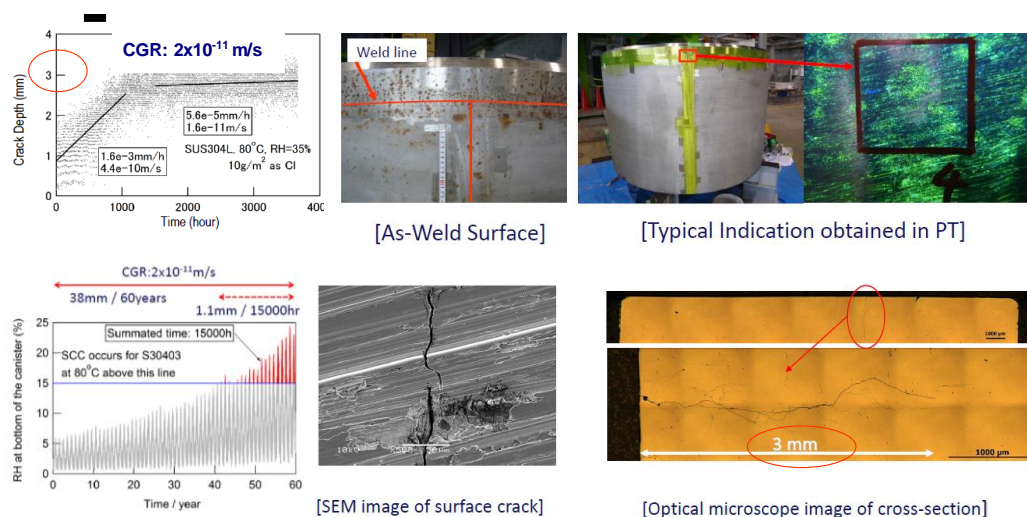 CGR: 2x10⁻¹¹ m/s
4
3
2
1
0
Crack Depth (mm)
5.6e-5mm/h
1.6e-11m/s
SUS304L, 80°C, RH=35%
10g/m² as Cl
1.6e-3mm/h
4.4e-10m/s
0 1000 2000 3000 400
Time (hour)
Weld line
4
[As-Weld Surface]
[Typical Indication obtained in PT]
CGR:2x10⁻¹¹m/s
38mm / 60years
1.1mm / 15000hr
25
20
15
10
5
0
RH at bottom of the canister (%)
Summated time: 15000h
SCC occurs for S30403
at 80°C above this line
0 10 20 30 40 50 60
Time / year
1000 µm
3 mm
1000 µm
[SEM image of surface crack]
[Optical microscope image of cross-section]